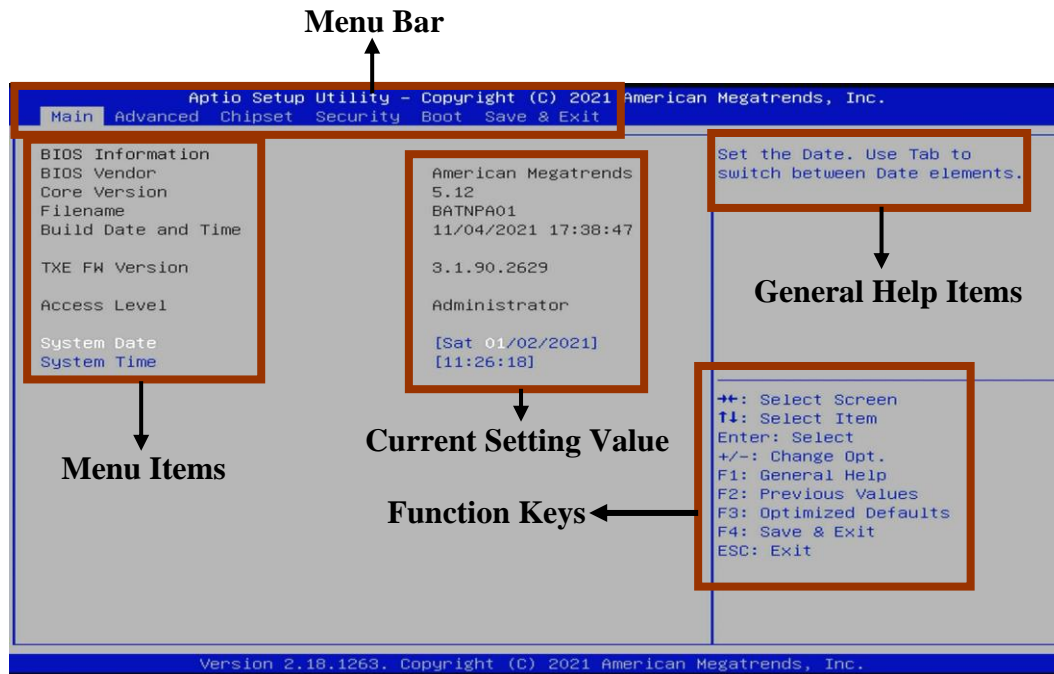 Menu Bar
Aptio Setup Utility – Copyright (C) 2021 American Megatrends, Inc.
Main Advanced Chipset Security Boot Save & Exit
BIOS Information
BIOS Vendor American Megatrends
Core Version 5.12
Filename BATNPA01
Build Date and Time 11/04/2021 17:38:47
TXE FW Version 3.1.90.2629
Access Level Administrator
System Date [Sat 01/02/2021]
System Time [11:26:18]
Set the Date. Use Tab to
switch between Date elements.
General Help Items
Menu Items
Current Setting Value
Function Keys
→←: Select Screen
↑↓: Select Item
Enter: Select
+/-: Change Opt.
F1: General Help
F2: Previous Values
F3: Optimized Defaults
F4: Save & Exit
ESC: Exit
Version 2.18.1263. Copyright (C) 2021 American Megatrends, Inc.